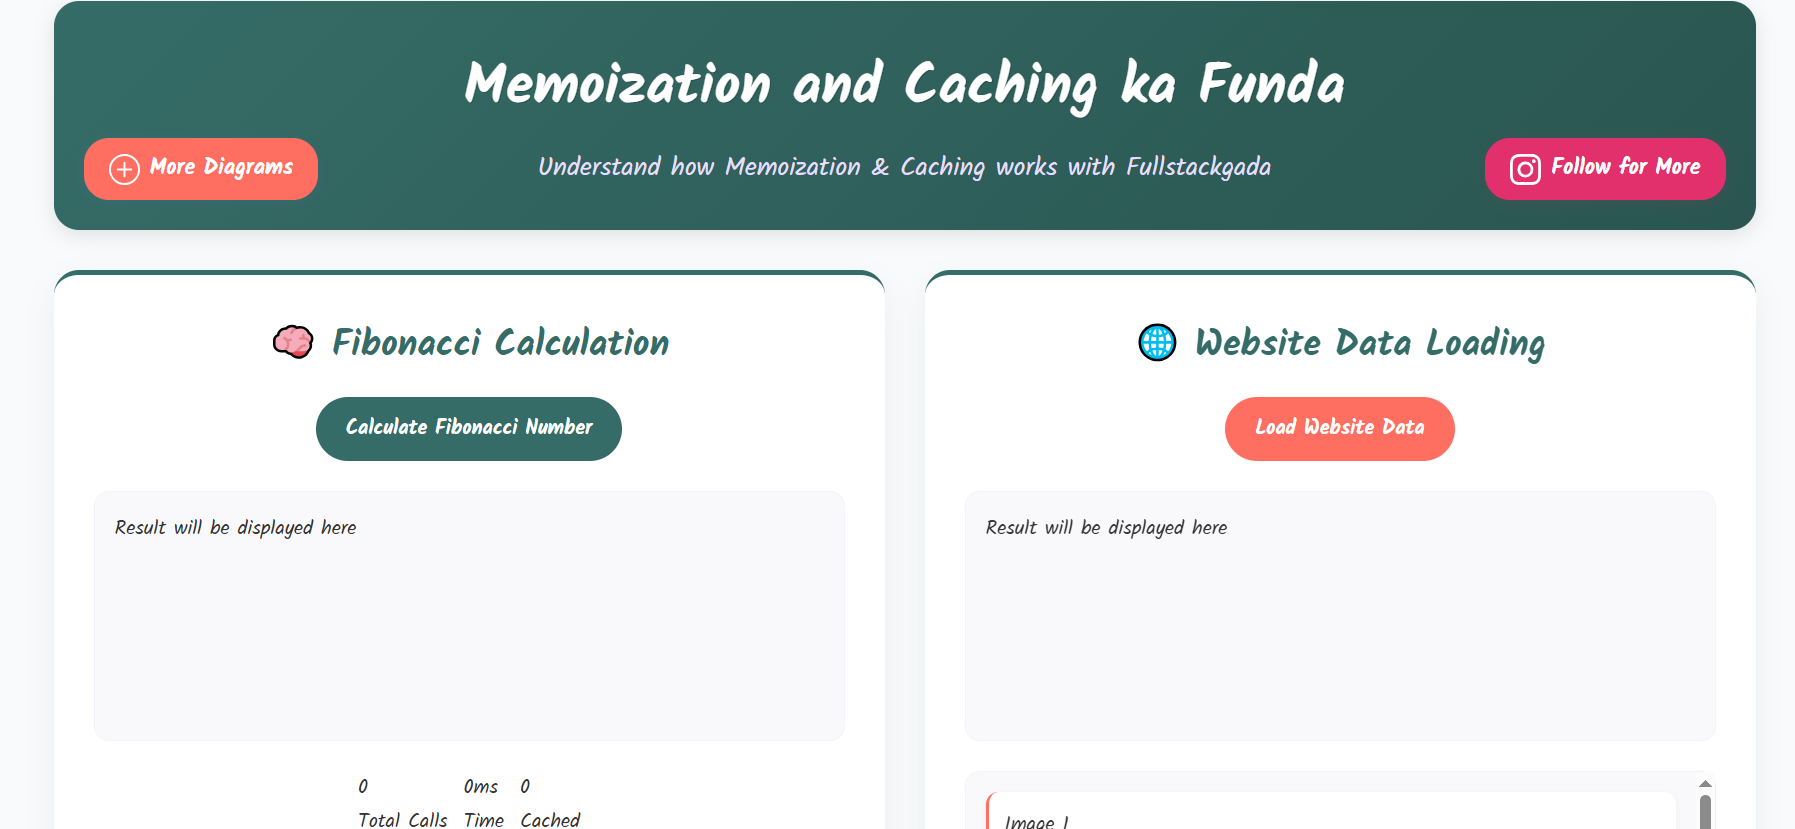 Memoization and Caching ka Funda
More Diagrams
Understand how Memoization & Caching works with Fullstackgada
Follow for More
Fibonacci Calculation
Calculate Fibonacci Number
Result will be displayed here
0 0ms 0
Total Calls Time Cached
Website Data Loading
Load Website Data
Result will be displayed here
Image 1